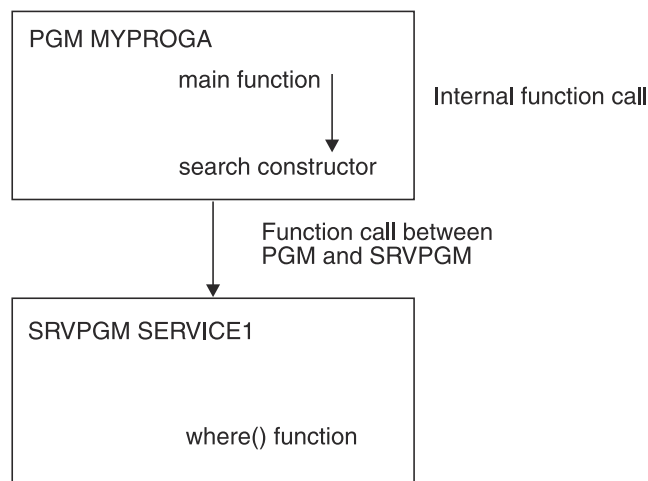 PGM MYPROGA
main function
Internal function call
search constructor
Function call between
PGM and SRVPGM
SRVPGM SERVICE1
where() function